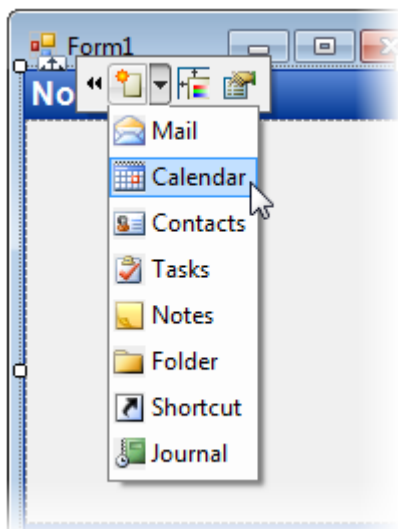 Form1
No
Mail
Calendar
Contacts
Tasks
Notes
Folder
Shortcut
Journal